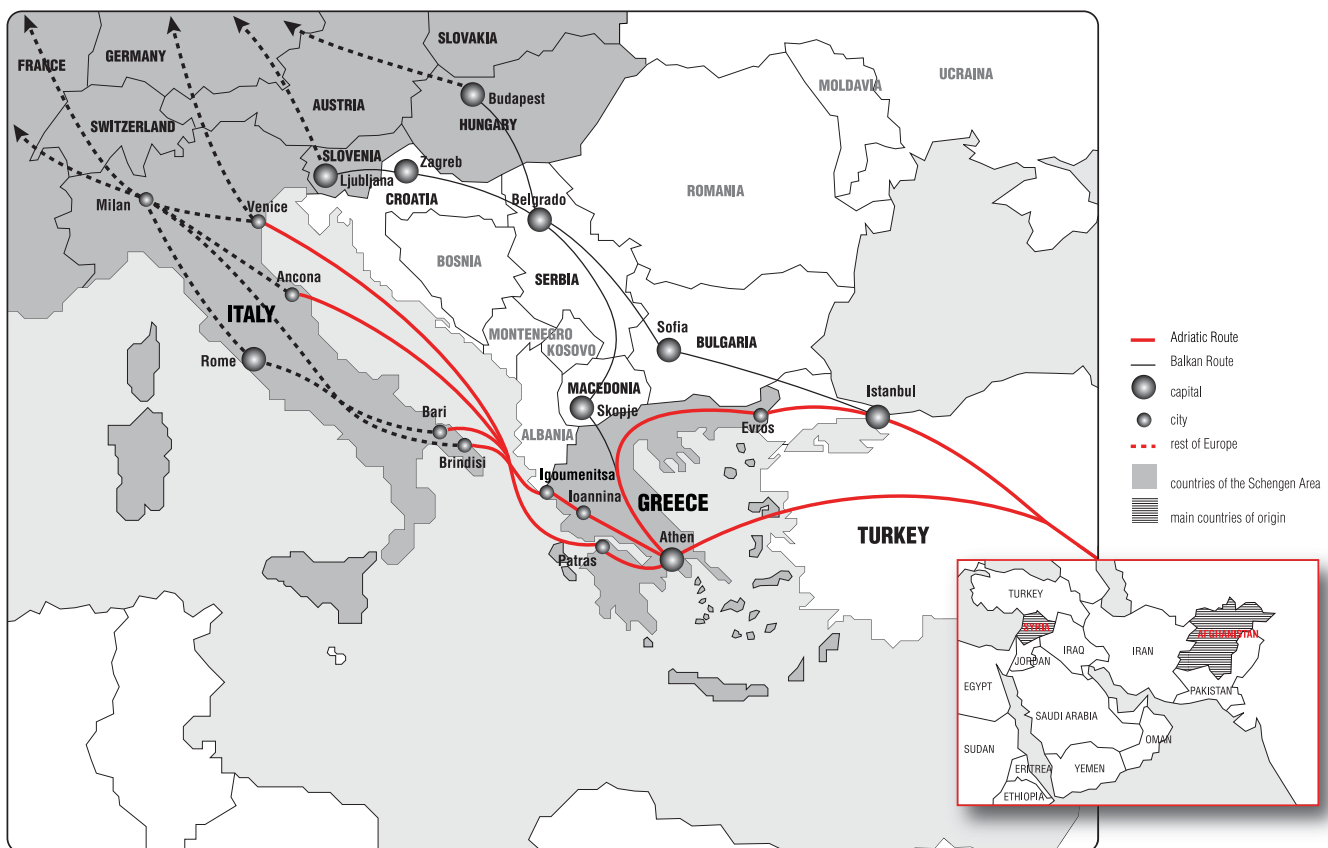 SLOVAKIA
FRANCE
GERMANY
UCRAINA
MOLDAVIA
Budapest
AUSTRIA
HUNGARY
SWITZERLAND
SLOVENIA
Zagreb
Ljubljana
ROMANIA
CROATIA
Milan
Venice
Belgrado
BOSNIA
Ancona
SERBIA
ITALY
MONTENEGRO
KOSOVO
Sofia
BULGARIA
Rome
MACEDONIA
Skopje
Istanbul
Bari
Evros
ALBANIA
Brindisi
Igoumenitsa
Ioannina
GREECE
Athen
TURKEY
Patras
Adriatic Route
Balkan Route
capital
city
rest of Europe
countries of the Schengen Area
main countries of origin
TURKEY
SYRIA
AFGHANISTAN
IRAQ
IRAN
JORDAN
EGYPT
PAKISTAN
SAUDI ARABIA
OMAN
SUDAN
ERITREA
YEMEN
ETHIOPIA